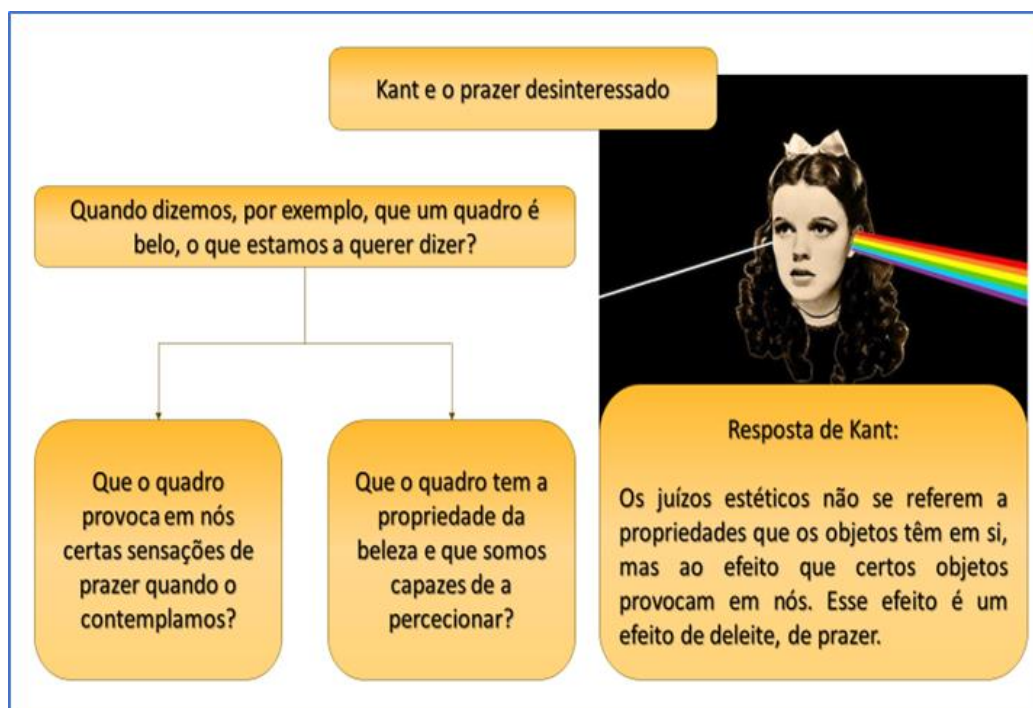 Kant e o prazer desinteressado
Quando dizemos, por exemplo, que um quadro é
belo, o que estamos a querer dizer?
Que o quadro
provoca em nós
certas sensações de
prazer quando o
contemplamos?
Que o quadro tem a
propriedade da
beleza e que somos
capazes de a
percecionar?
Resposta de Kant:
Os juízos estéticos não se referem a
propriedades que os objetos têm em si,
mas ao efeito que certos objetos
provocam em nós. Esse efeito é um
efeito de deleite, de prazer.